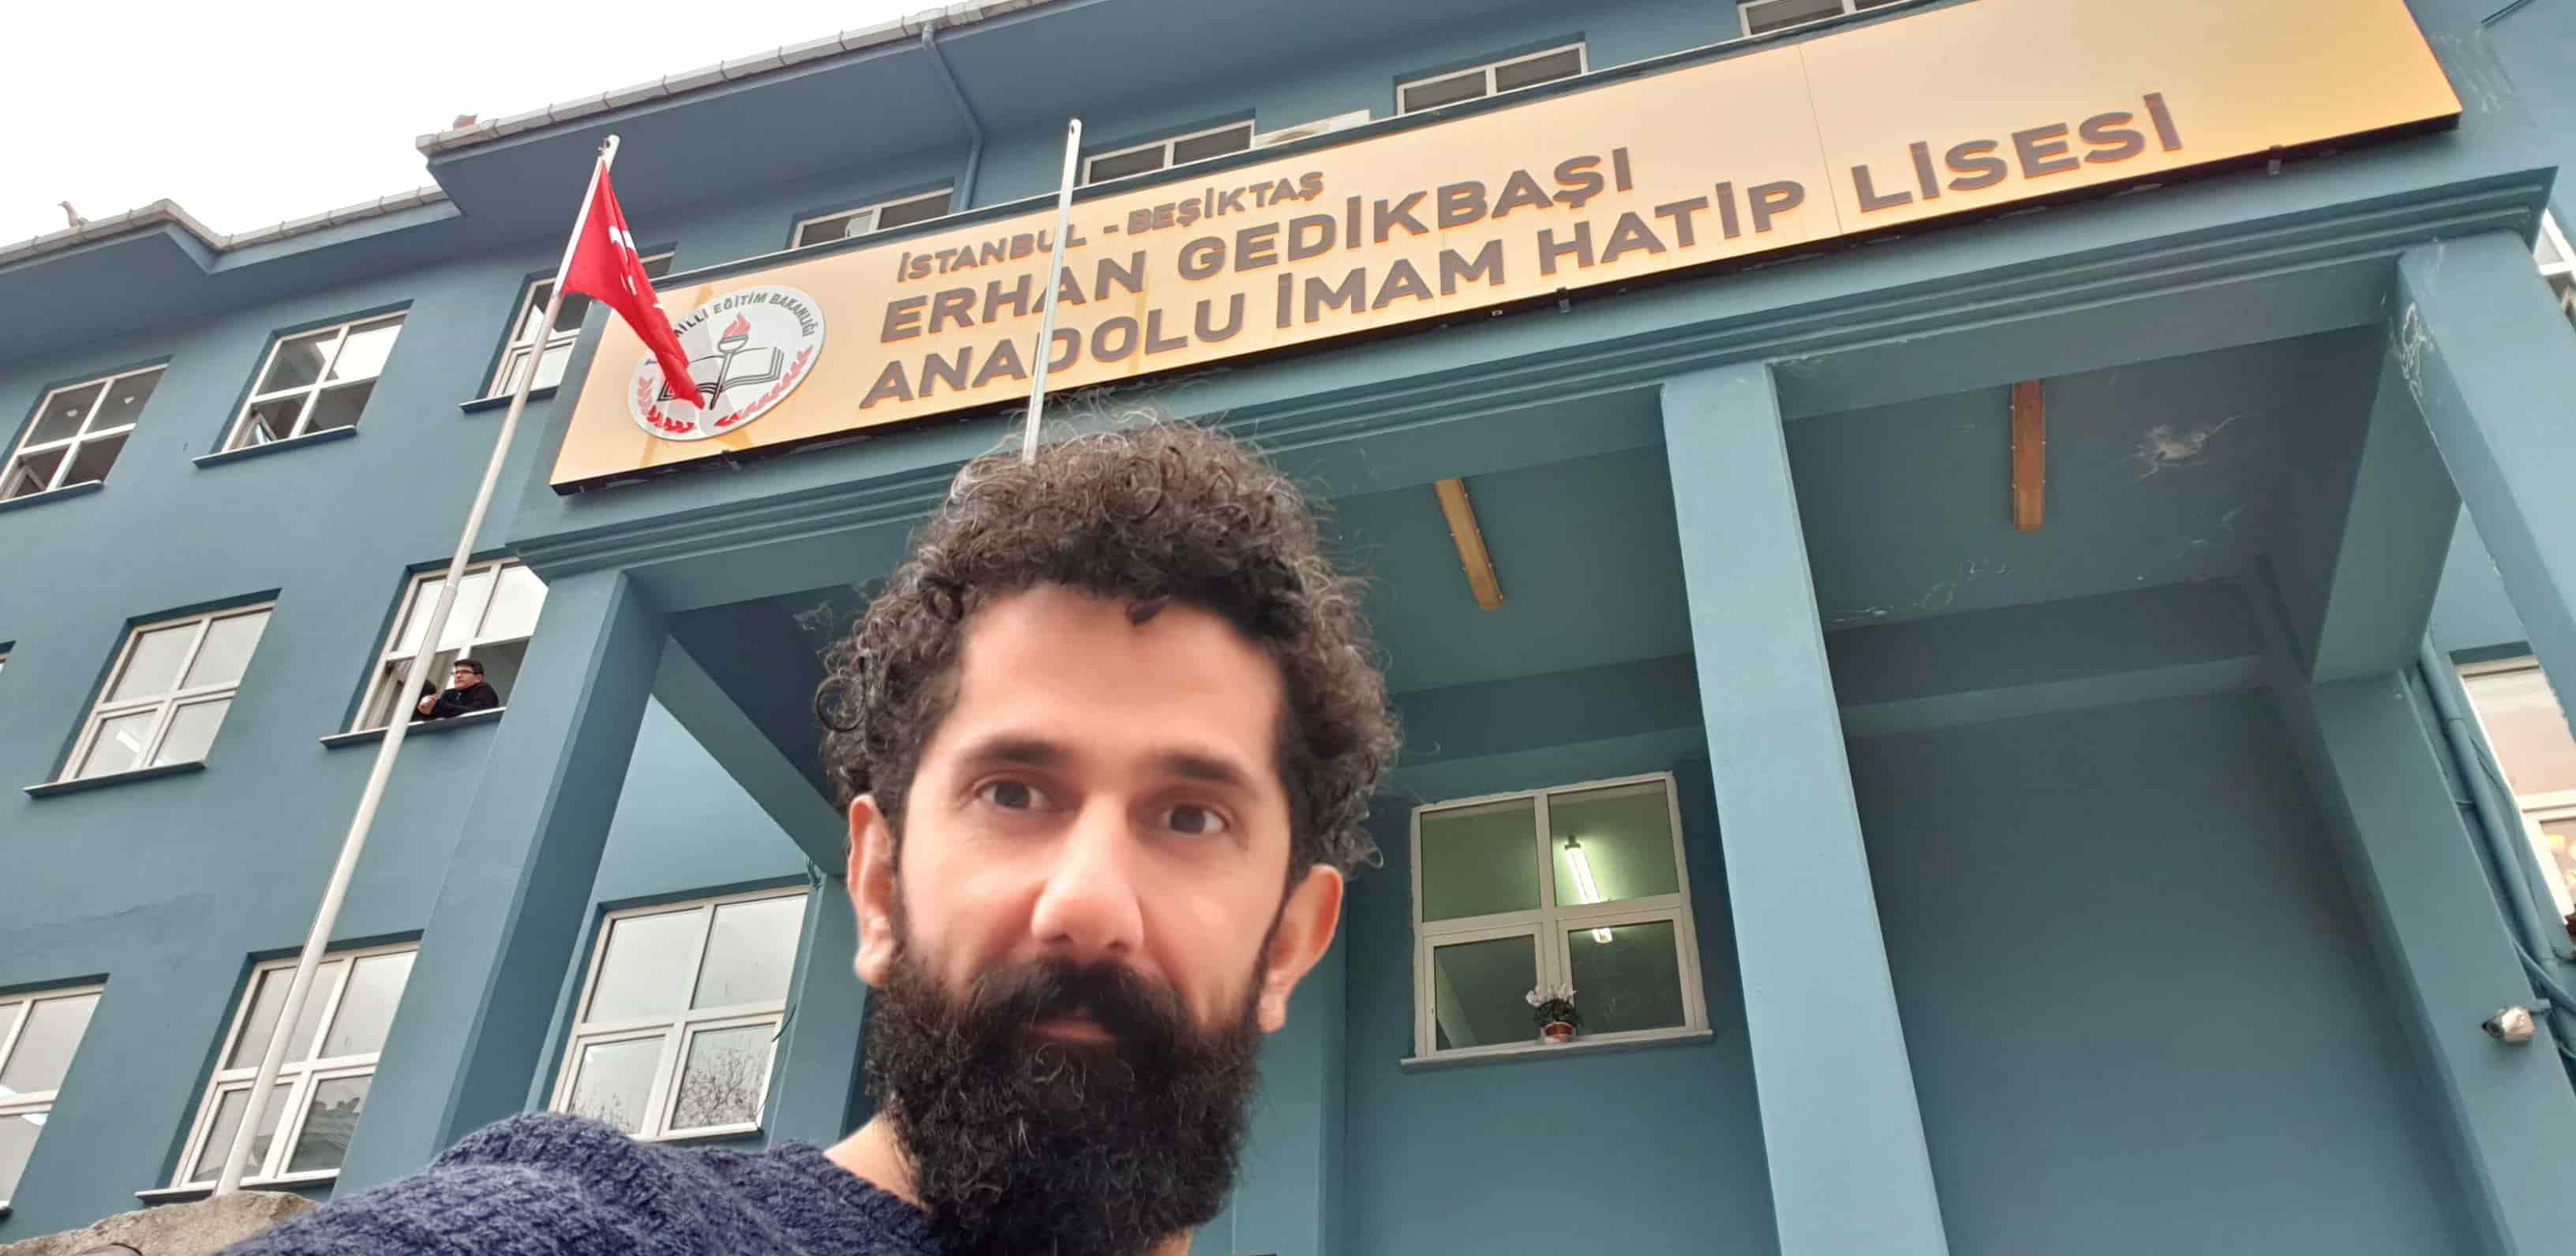 İSTANBUL - BEŞİKTAŞ
ERHAN GEDİKBAŞI
ANADOLU İMAM HATİP LİSESİ
MİLLİ EĞİTİM BAKANLIĞI